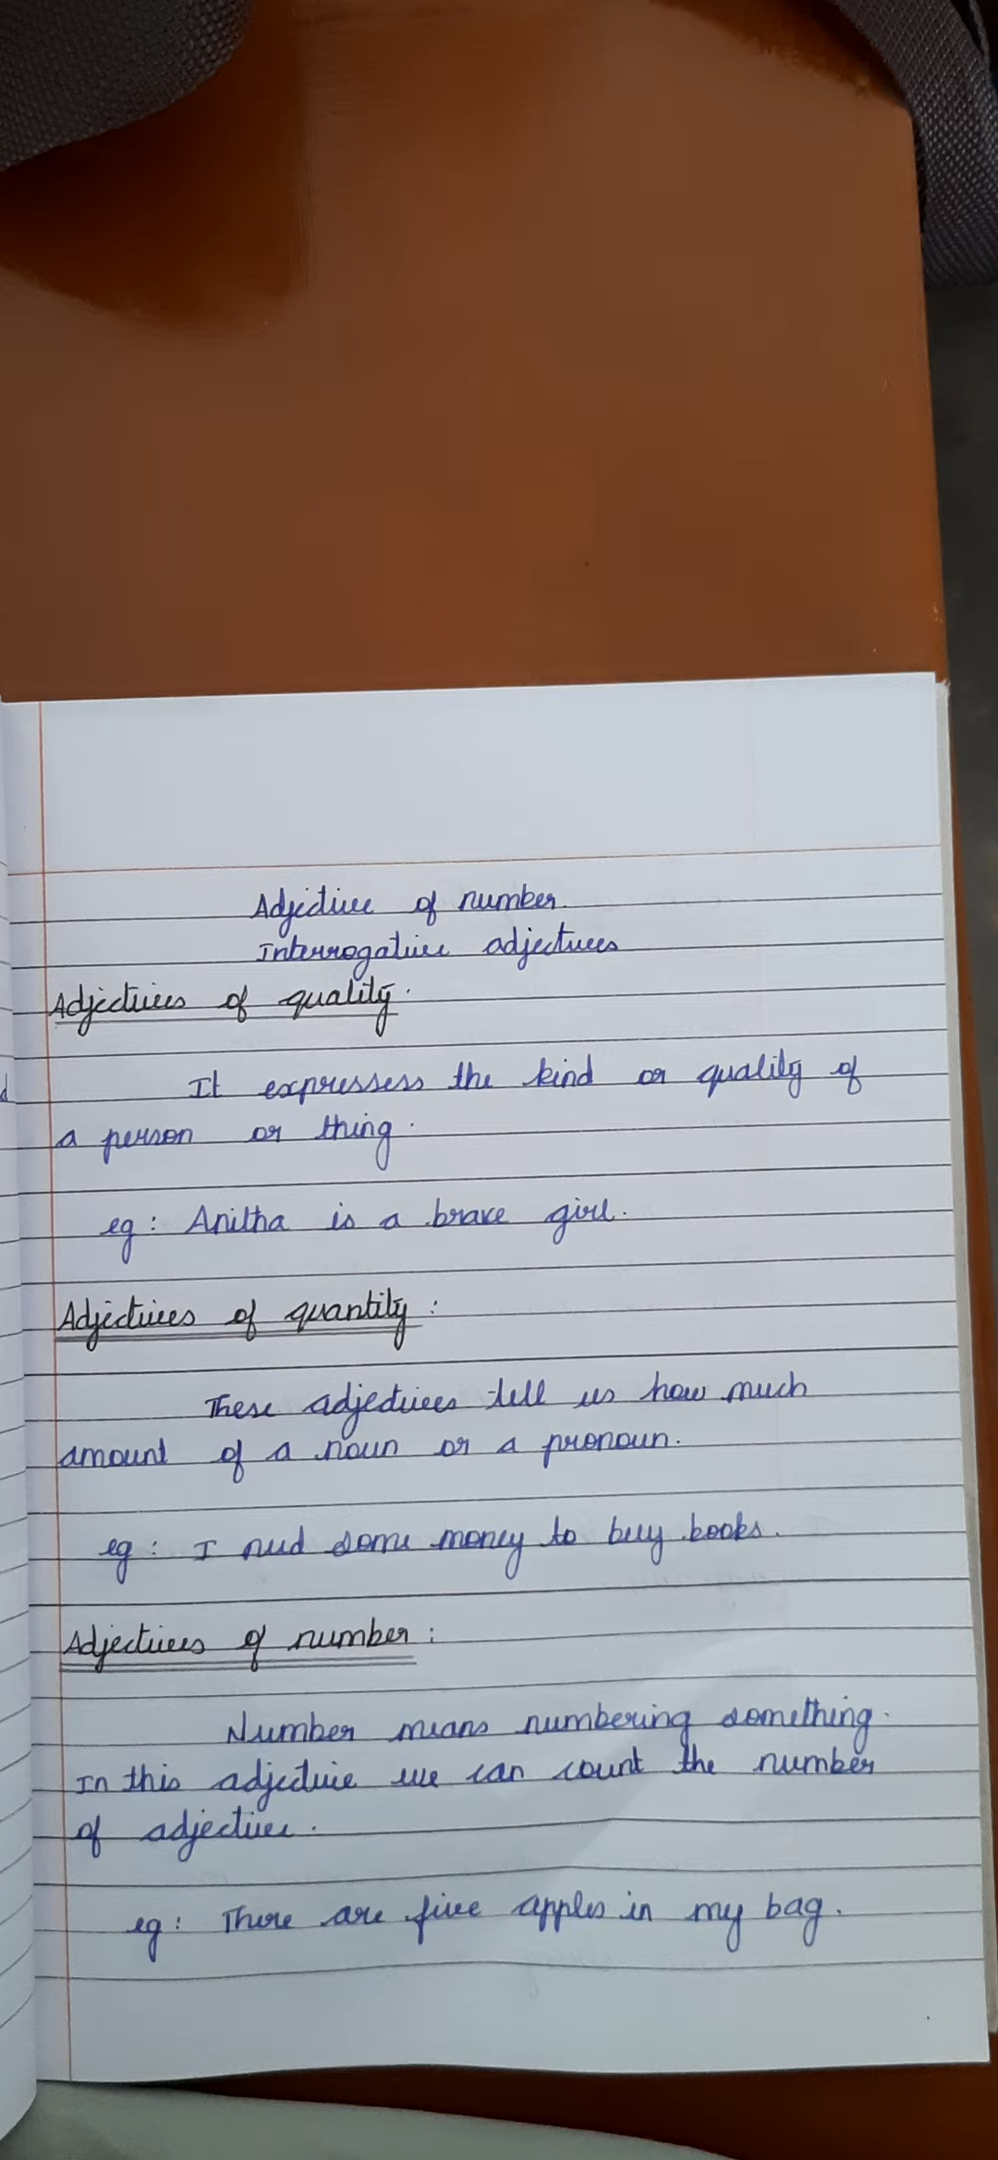 Adjective of number.
Interrogative adjectives
Adjectives of quality.
It expressess the kind or quality of
a person or thing.
eg: Anitha is a brave girl.
Adjectives of quantity:
These adjectives tell us how much
amount of a noun or a pronoun.
eg: I need some money to buy books.
Adjectives of number:
Number means numbering something.
In this adjective we can count the number
of adjective.
eg: There are five apples in my bag.